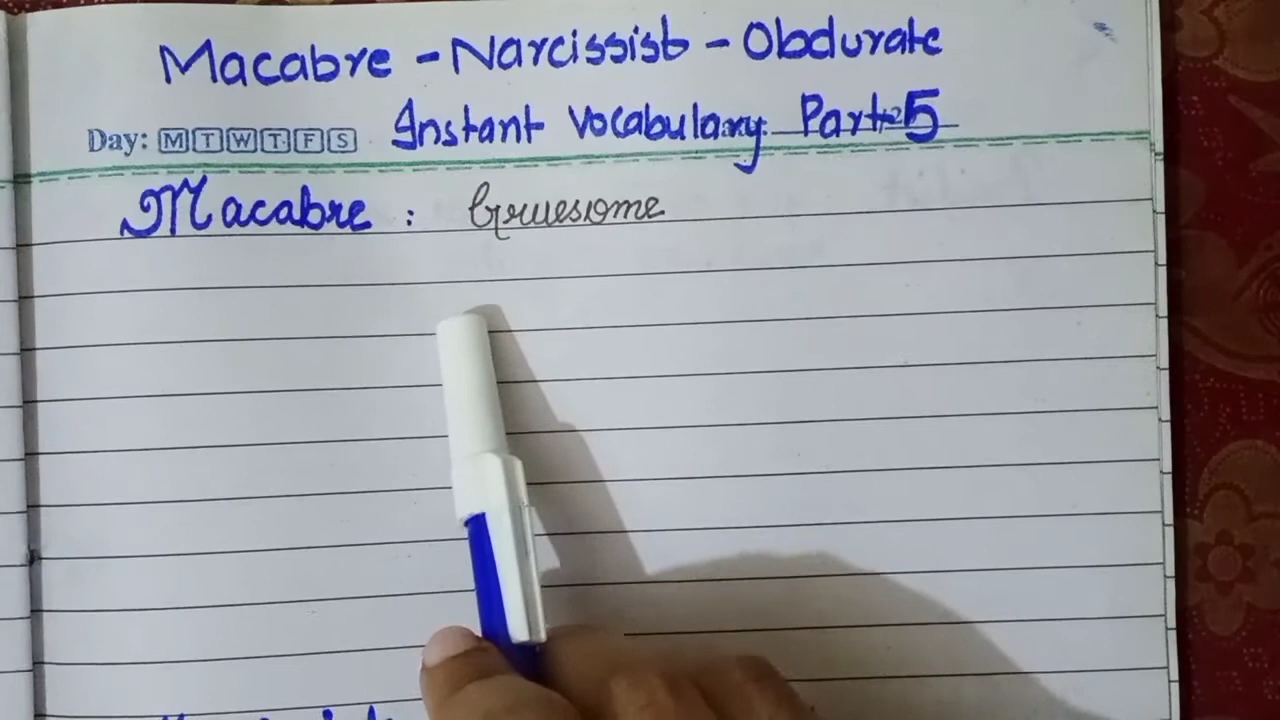 Macabre - Narcissist - Obdurate
Day: M T W T F S Instant Vocabulary Part 5
Macabre : Gruesome